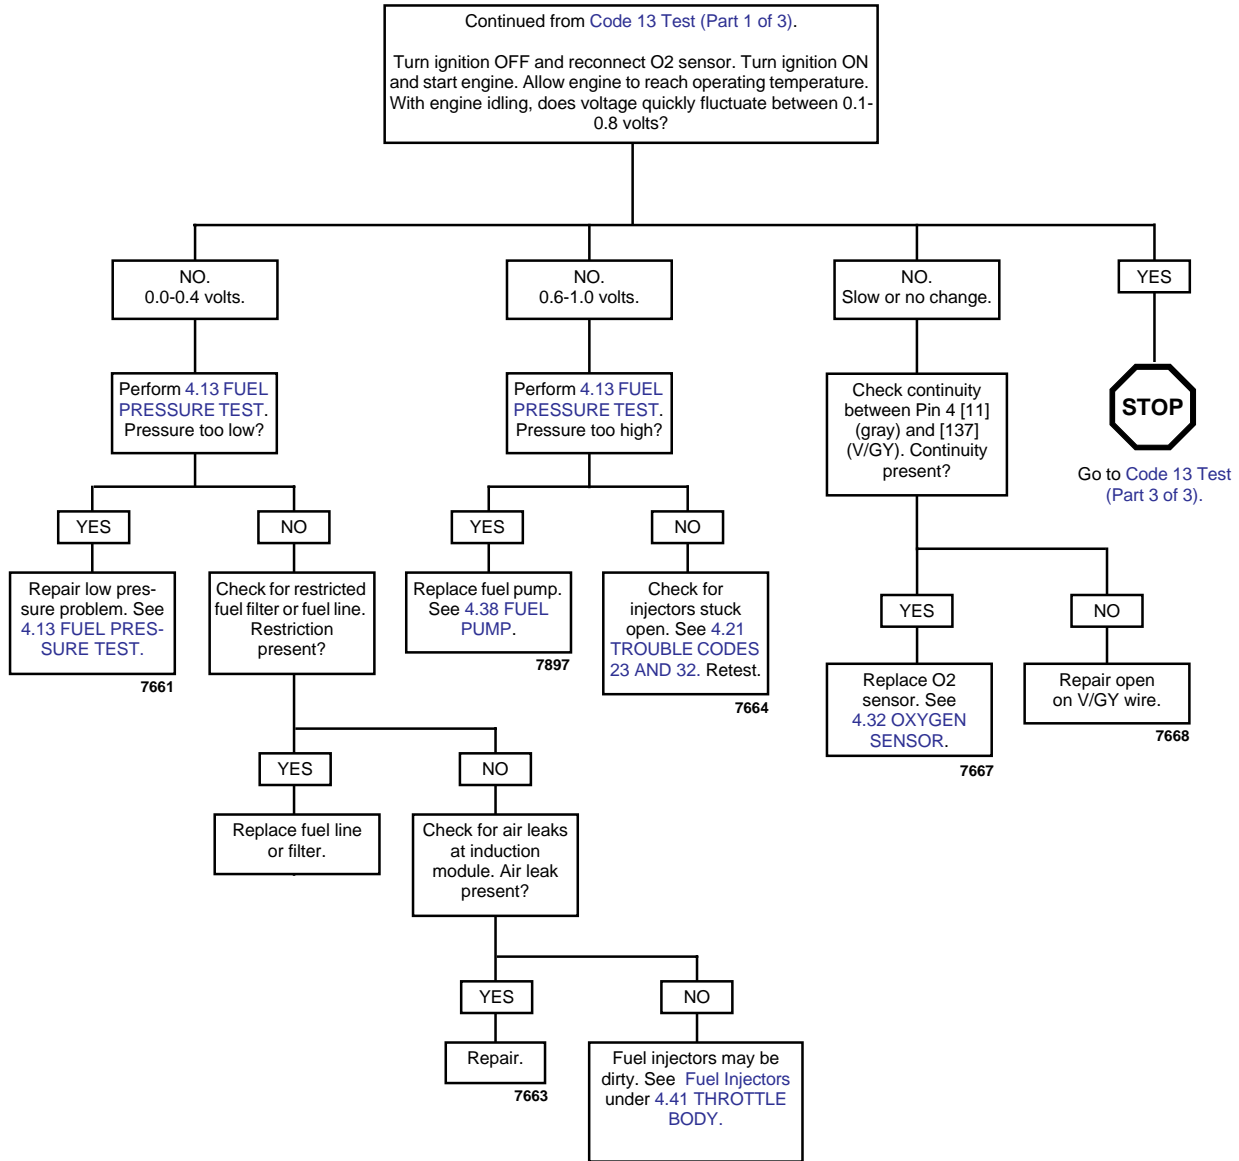 Continued from Code 13 Test (Part 1 of 3).
Turn ignition OFF and reconnect O2 sensor. Turn ignition ON
and start engine. Allow engine to reach operating temperature.
With engine idling, does voltage quickly fluctuate between 0.1-
0.8 volts?
NO.
0.0-0.4 volts.
NO.
0.6-1.0 volts.
NO.
Slow or no change.
YES
Perform 4.13 FUEL
PRESSURE TEST.
Pressure too low?
Perform 4.13 FUEL
PRESSURE TEST.
Pressure too high?
Check continuity
between Pin 4 [11]
(gray) and [137]
(V/GY). Continuity
present?
STOP
Go to Code 13 Test
(Part 3 of 3).
YES
NO
YES
NO
YES
NO
Repair low pres-
sure problem. See
4.13 FUEL PRES-
SURE TEST.
7661
Check for restricted
fuel filter or fuel line.
Restriction
present?
Replace fuel pump.
See 4.38 FUEL
PUMP.
7897
Check for
injectors stuck
open. See 4.21
TROUBLE CODES
23 AND 32. Retest.
7664
Replace O2
sensor. See
4.32 OXYGEN
SENSOR.
7667
Repair open
on V/GY wire.
7668
YES
NO
Replace fuel line
or filter.
Check for air leaks
at induction
module. Air leak
present?
YES
NO
Repair.
7663
Fuel injectors may be
dirty. See Fuel Injectors
under 4.41 THROTTLE
BODY.